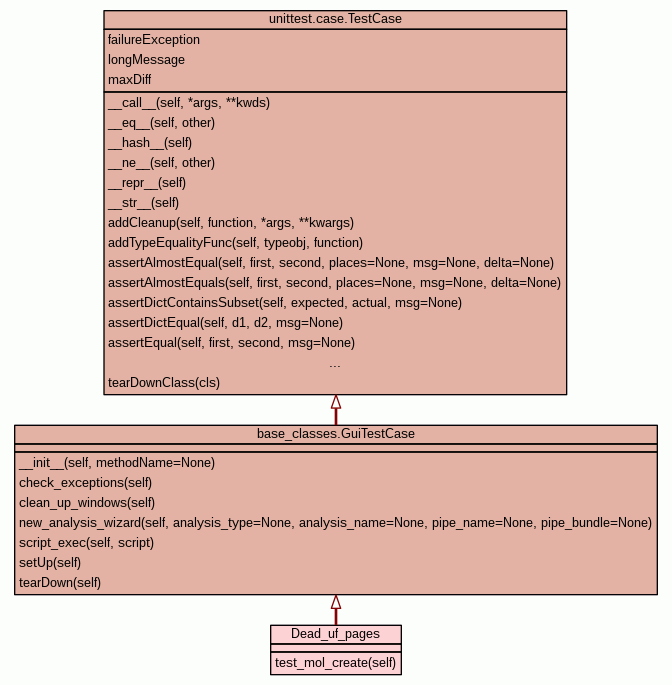 unittest.case.TestCase
failureException
longMessage
maxDiff
__call__(self, *args, **kwds)
__eq__(self, other)
__hash__(self)
__ne__(self, other)
__repr__(self)
__str__(self)
addCleanup(self, function, *args, **kwargs)
addTypeEqualityFunc(self, typeobj, function)
assertAlmostEqual(self, first, second, places=None, msg=None, delta=None)
assertAlmostEquals(self, first, second, places=None, msg=None, delta=None)
assertDictContainsSubset(self, expected, actual, msg=None)
assertDictEqual(self, d1, d2, msg=None)
assertEqual(self, first, second, msg=None)
...
tearDownClass(cls)
base_classes.GuiTestCase
__init__(self, methodName=None)
check_exceptions(self)
clean_up_windows(self)
new_analysis_wizard(self, analysis_type=None, analysis_name=None, pipe_name=None, pipe_bundle=None)
script_exec(self, script)
setUp(self)
tearDown(self)
Dead_uf_pages
test_mol_create(self)